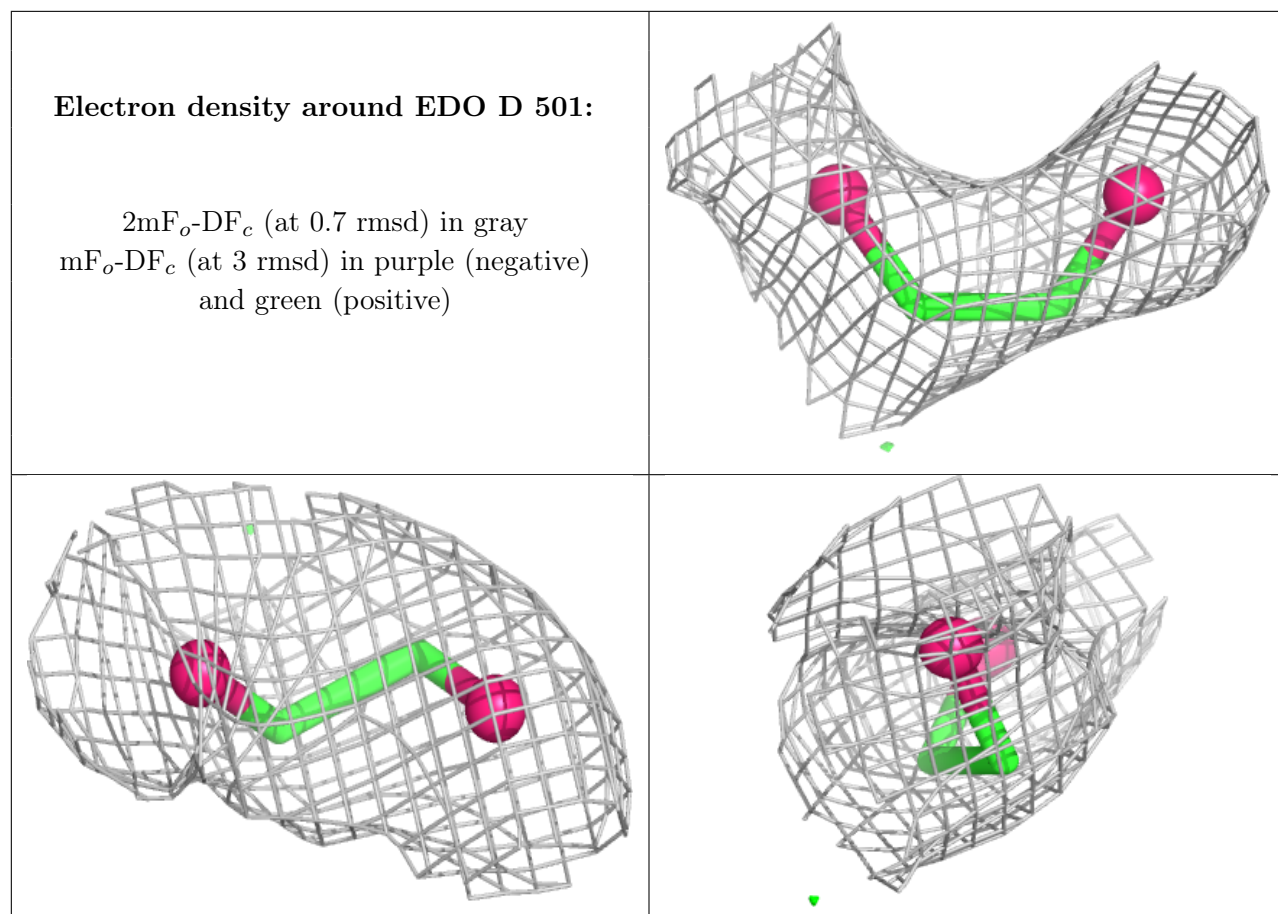 Electron density around EDO D 501:
2mFo-DFc (at 0.7 rmsd) in gray
mFo-DFc (at 3 rmsd) in purple (negative)
and green (positive)